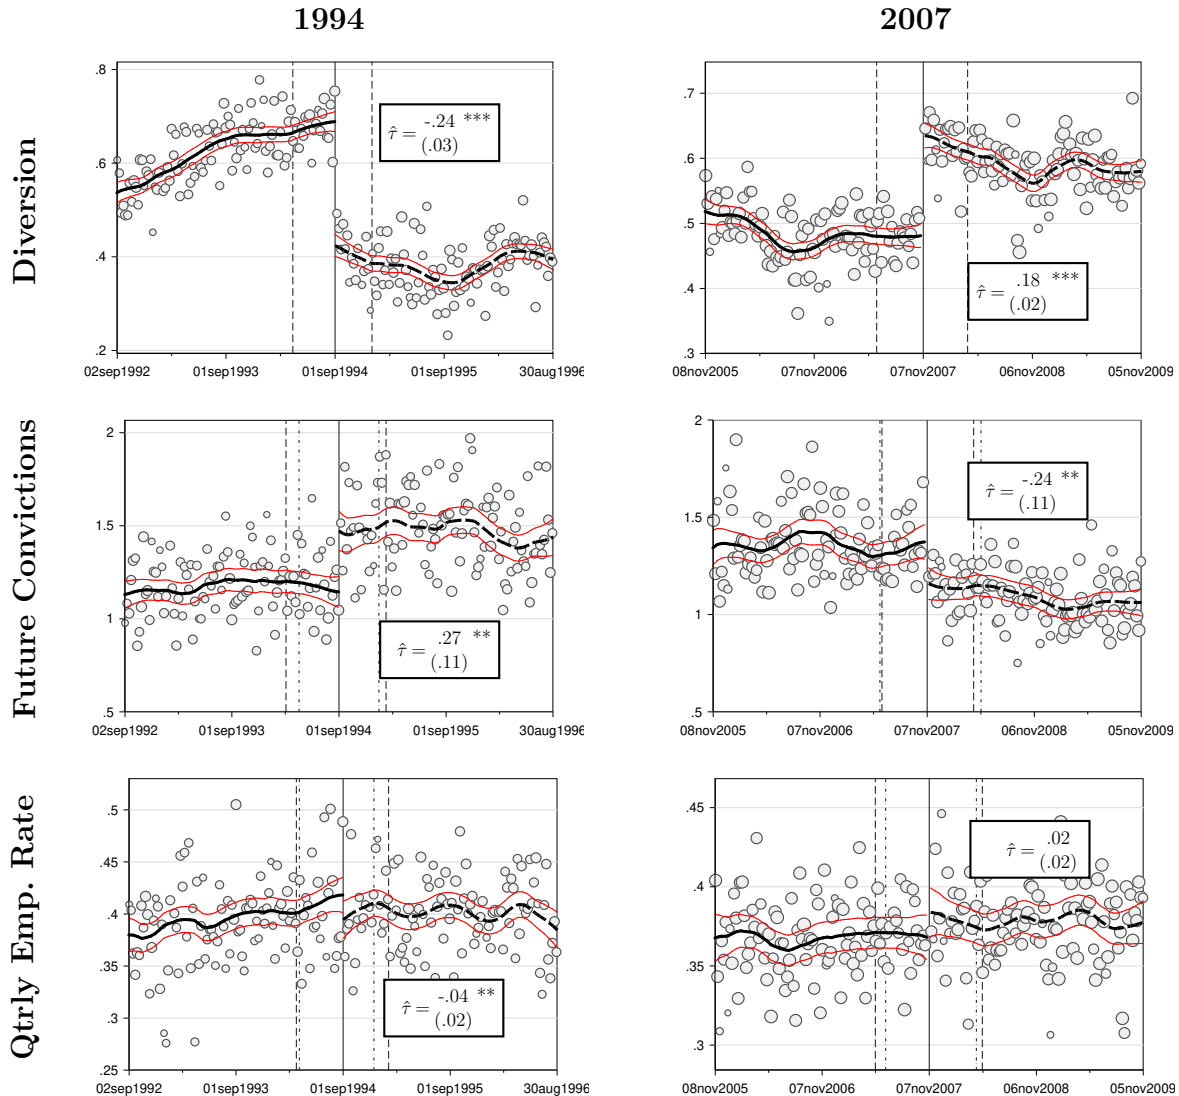 1994
2007
Diversion
.8
.6
.4
.2
02sep1992
01sep1993
01sep1994
01sep1995
30aug1996
τ̂ = -.24 ***
(.03)
.7
.6
.5
.4
.3
08nov2005
07nov2006
07nov2007
06nov2008
05nov2009
τ̂ = .18 ***
(.02)
Future Convictions
2
1.5
1
.5
02sep1992
01sep1993
01sep1994
01sep1995
30aug1996
τ̂ = .27 **
(.11)
2
1.5
1
.5
08nov2005
07nov2006
07nov2007
06nov2008
05nov2009
τ̂ = -.24 **
(.11)
Qtrly Emp. Rate
.5
.45
.4
.35
.3
.25
02sep1992
01sep1993
01sep1994
01sep1995
30aug1996
τ̂ = -.04 **
(.02)
.45
.4
.35
.3
08nov2005
07nov2006
07nov2007
06nov2008
05nov2009
τ̂ = .02
(.02)